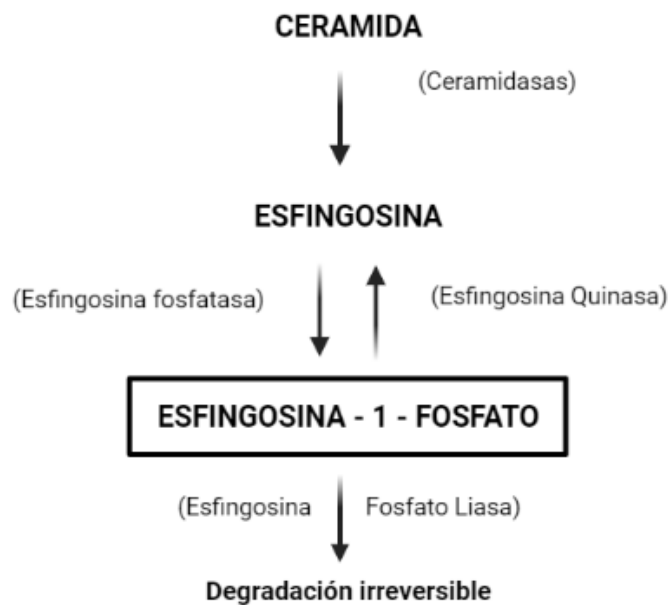 CERAMIDA
(Ceramidasas)
ESFINGOSINA
(Esfingosina fosfatasa)
(Esfingosina Quinasa)
ESFINGOSINA - 1 - FOSFATO
(Esfingosina Fosfato Liasa)
Degradación irreversible